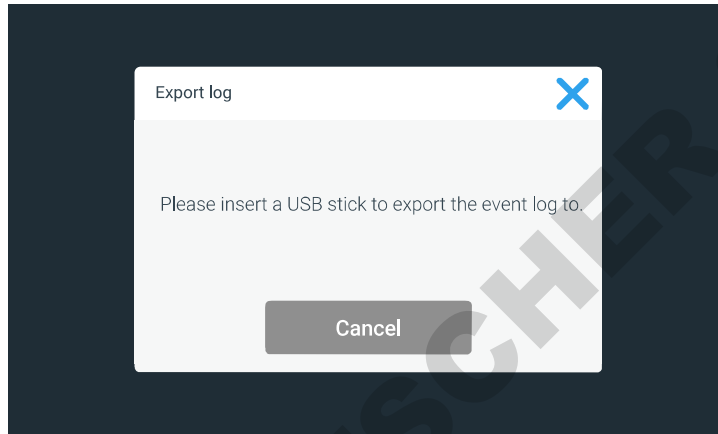 Export log
Please insert a USB stick to export the event log to.
Cancel
SCHER